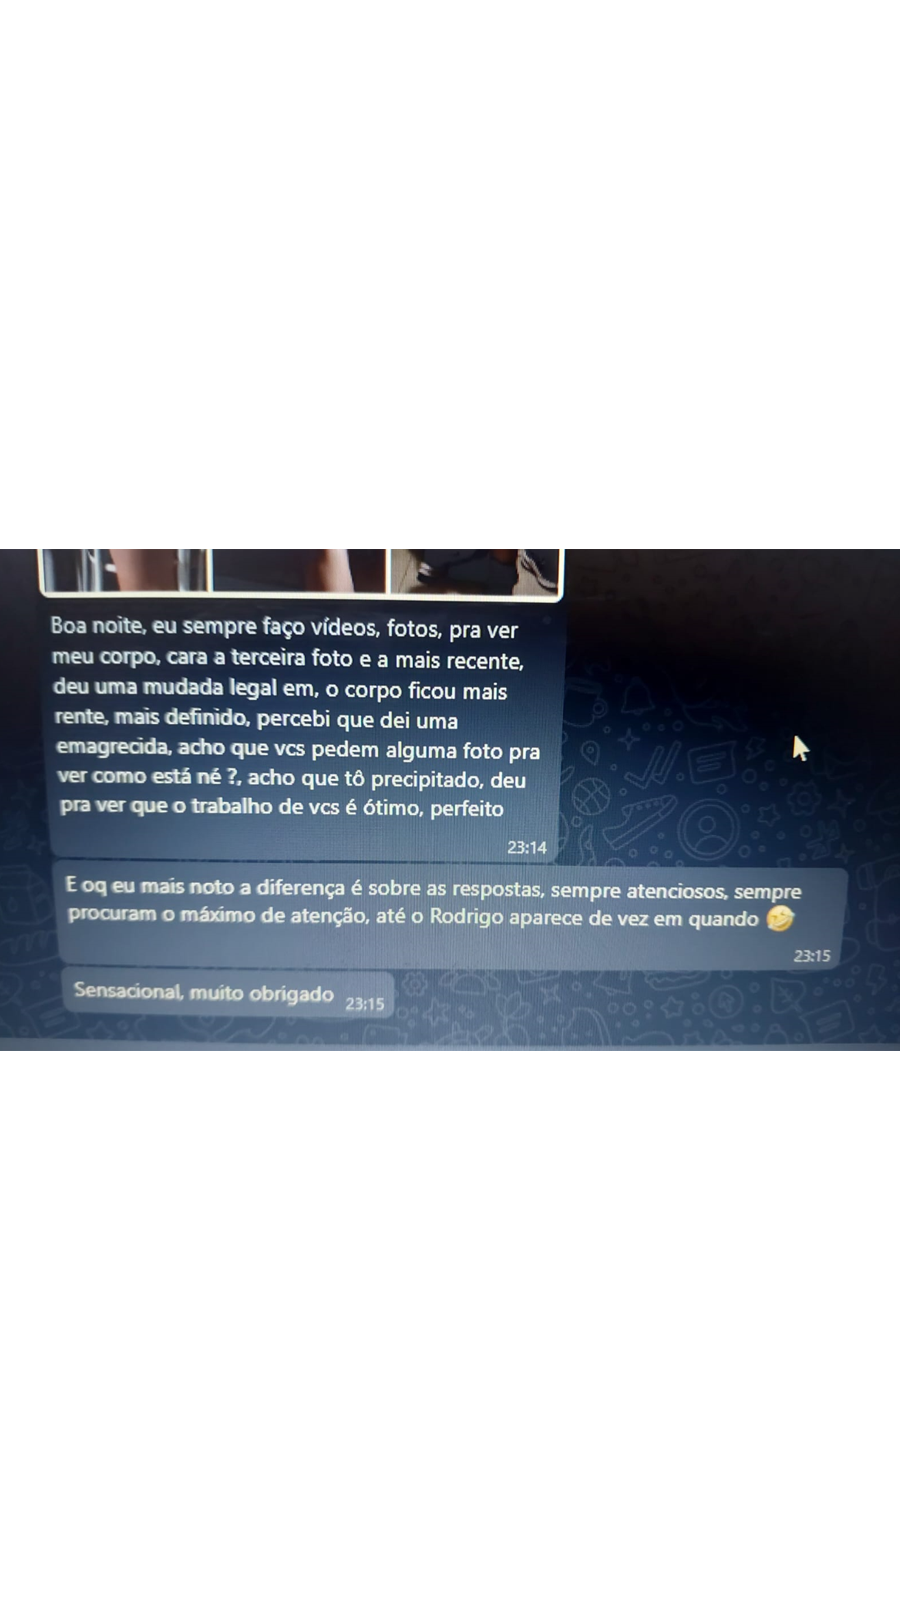 Boa noite, eu sempre faço vídeos, fotos, pra ver
meu corpo, cara a terceira foto e a mais recente,
deu uma mudada legal em, o corpo ficou mais
rente, mais definido, percebi que dei uma
emagrecida, acho que vcs pedem alguma foto pra
ver como está né ?, acho que tô precipitado, deu
pra ver que o trabalho de vcs é ótimo, perfeito
23:14
E oq eu mais noto a diferença é sobre as respostas, sempre atenciosos, sempre
procuram o máximo de atenção, até o Rodrigo aparece de vez em quando 🤣
23:15
Sensacional, muito obrigado 23:15